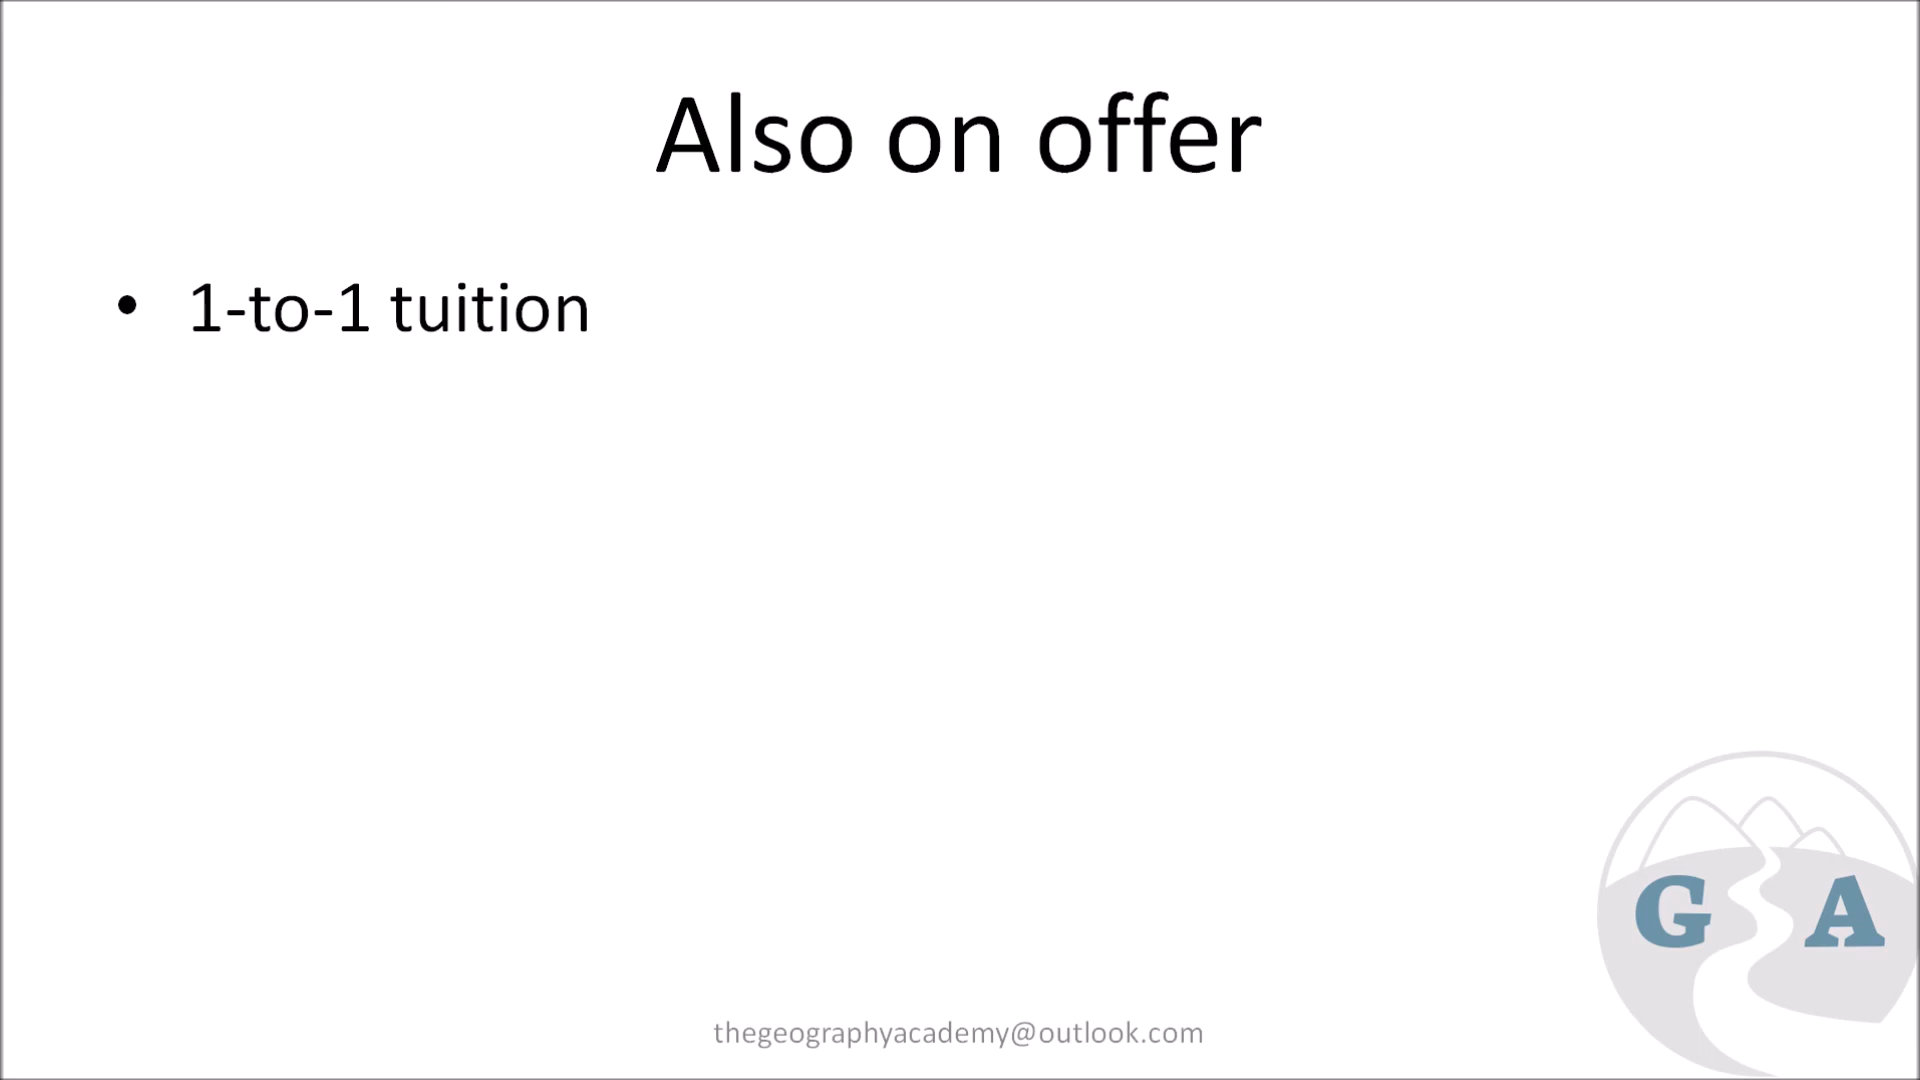 Also on offer
• 1-to-1 tuition
G A
thegeographyacademy@outlook.com